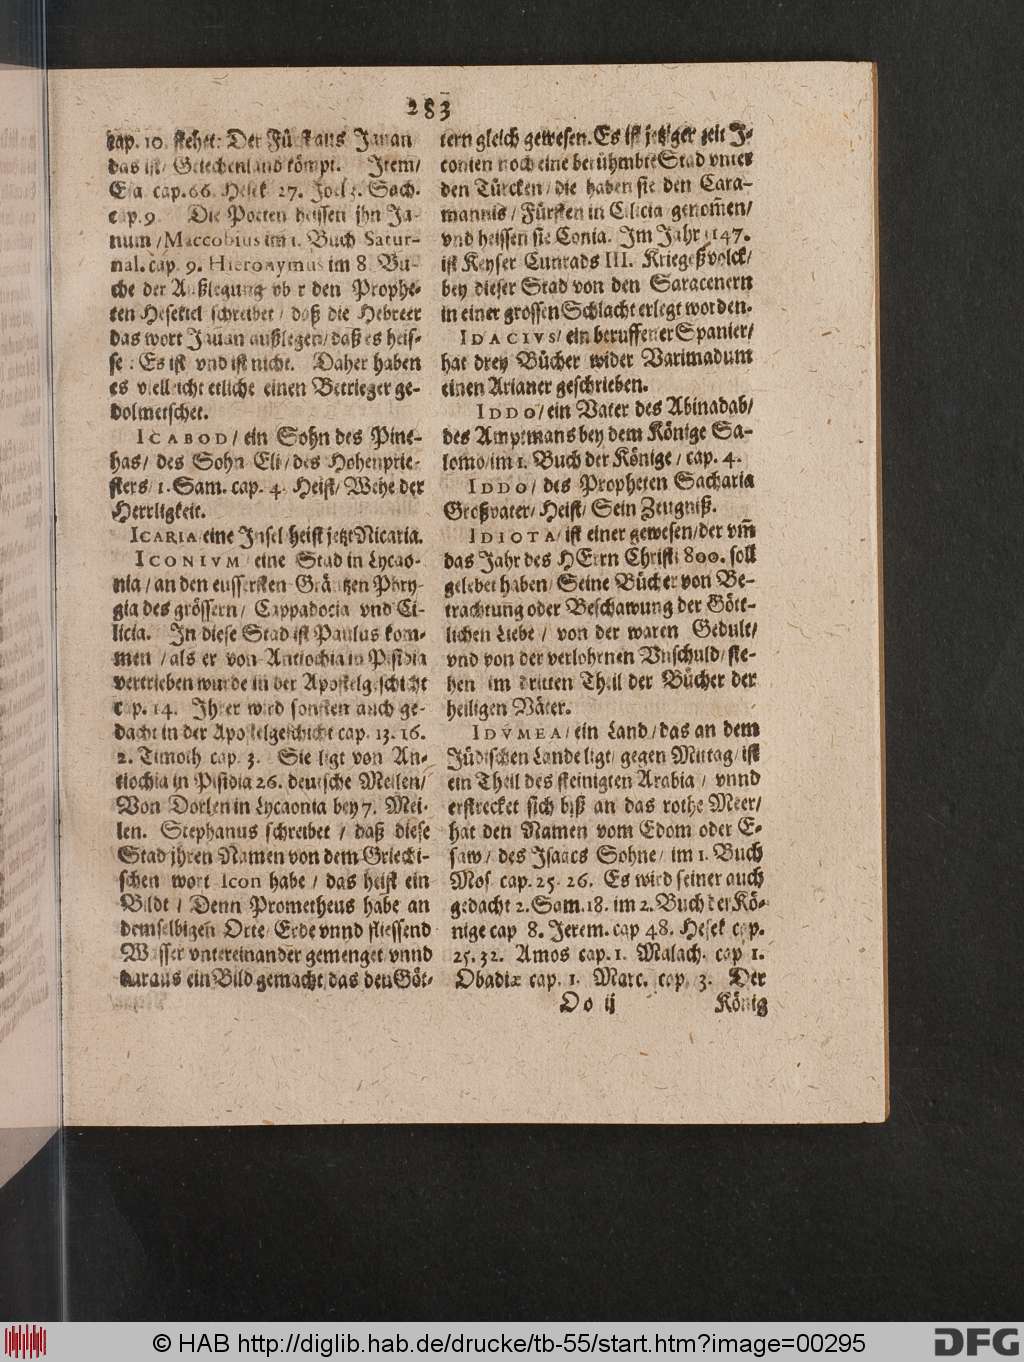 283
cap. 10. stehet: Der Fürst aus Javan
das ist/ Griechenland kömpt. Item/
Esa cap. 66. Hesek 27. Joel 3. Sach.
cap. 9. Die Poeten heissen jhn Ja-
num/ Maccobius im 1. Buch Satur-
nal. cap. 9. Hieronymus im 8. Bu-
che der Außlegung vber den Prophe-
ten Hesekiel schreibet/ daß die Hebreer
das wort Javan außlegen/ daß es heis-
se: Es ist vnd ist nicht. Daher haben
es vielleicht etliche einen Betrieger ge-
dolmetschet.
ICABOD/ ein Sohn des Pine-
has/ des Sohn Eli/ des Hohenprie-
sters/ 1. Sam. cap. 4. Heist/ Wehe der
Herrligkeit.
ICARIA eine Insel heist jetzt Nicaria.
ICONIVM/ eine Stad in Lycao-
nia/ an den eussersten Gräntzen Phry-
gia des grössern/ Cappadocia vnd Ci-
licia. In diese Stad ist Paulus kom-
men/ als er von Antiochia in Pisidia
vertrieben wurde in der Apostelgeschicht
cap. 14. Ihrer wird sonsten auch ge-
dacht in der Apostelgeschicht cap. 13. 16.
2. Timoth cap. 3. Sie ligt von An-
tiochia in Pisidia 26. deutsche Meilen/
Von Dorlen in Lycaonia bey 7. Mei-
len. Stephanus schreibet/ daß diese
Stad jhren Namen von dem Griecki-
schen wort Icon habe/ das heist ein
Bildt/ Denn Prometheus habe an
demselbigen Orte/ Erde vnnd fliessend
Wasser vntereinander gemenget vnnd
daraus ein Bild gemacht das den Göt-
tern gleich gewesen. Es ist jetziger zeit J-
conien noch eine berühmbte Stad vnter
den Türcken/ die haben sie den Cara-
mannis/ Fürsten in Cilicia genom̃en/
vnd heissen sie Conia. Im Jahr 1147.
ist Keyser Cunrads III. Kriegeßvolck/
bey dieser Stad von den Saracenern
in einer grossen Schlacht erlegt worden.
IDACIVS/ ein beruffener Spanier/
hat drey Bücher wider Varimadum
einen Arianer geschrieben.
IDDO/ ein Vater des Abinadab/
des Amptmans bey dem Könige Sa-
lomo/ im 1. Buch der Könige/ cap. 4.
IDDO/ des Propheten Sacharia
Großvater/ Heist/ Sein Zeugniß.
IDIOTA/ ist einer gewesen/ der vm̃
das Jahr des HErrn Christi 800. soll
gelebet haben/ Seine Bücher von Be-
trachtung oder Beschawung der Gött-
lichen Liebe/ von der waren Gedult/
vnd von der verlohrnen Vnschuld/ ste-
hen im dritten Theil der Bücher der
heiligen Väter.
IDVMEA/ ein Land/ das an dem
Jüdischen Lande ligt/ gegen Mittag/ ist
ein Theil des steinigten Arabia/ vnnd
erstrecket sich biß an das rothe Meer/
hat den Namen vom Edom oder E-
saw/ des Isaacs Sohne/ im 1. Buch
Mos cap. 25. 26. Es wird seiner auch
gedacht 2. Sam. 18. im 2. Buch der Kö-
nige cap 8. Jerem. cap 48. Hesek cap.
25. 32. Amos cap. 1. Malach. cap 1.
Obadiæ cap. 1. Marc. cap. 3. Der
Oo ij König
© HAB http://diglib.hab.de/drucke/tb-55/start.htm?image=00295
DFG